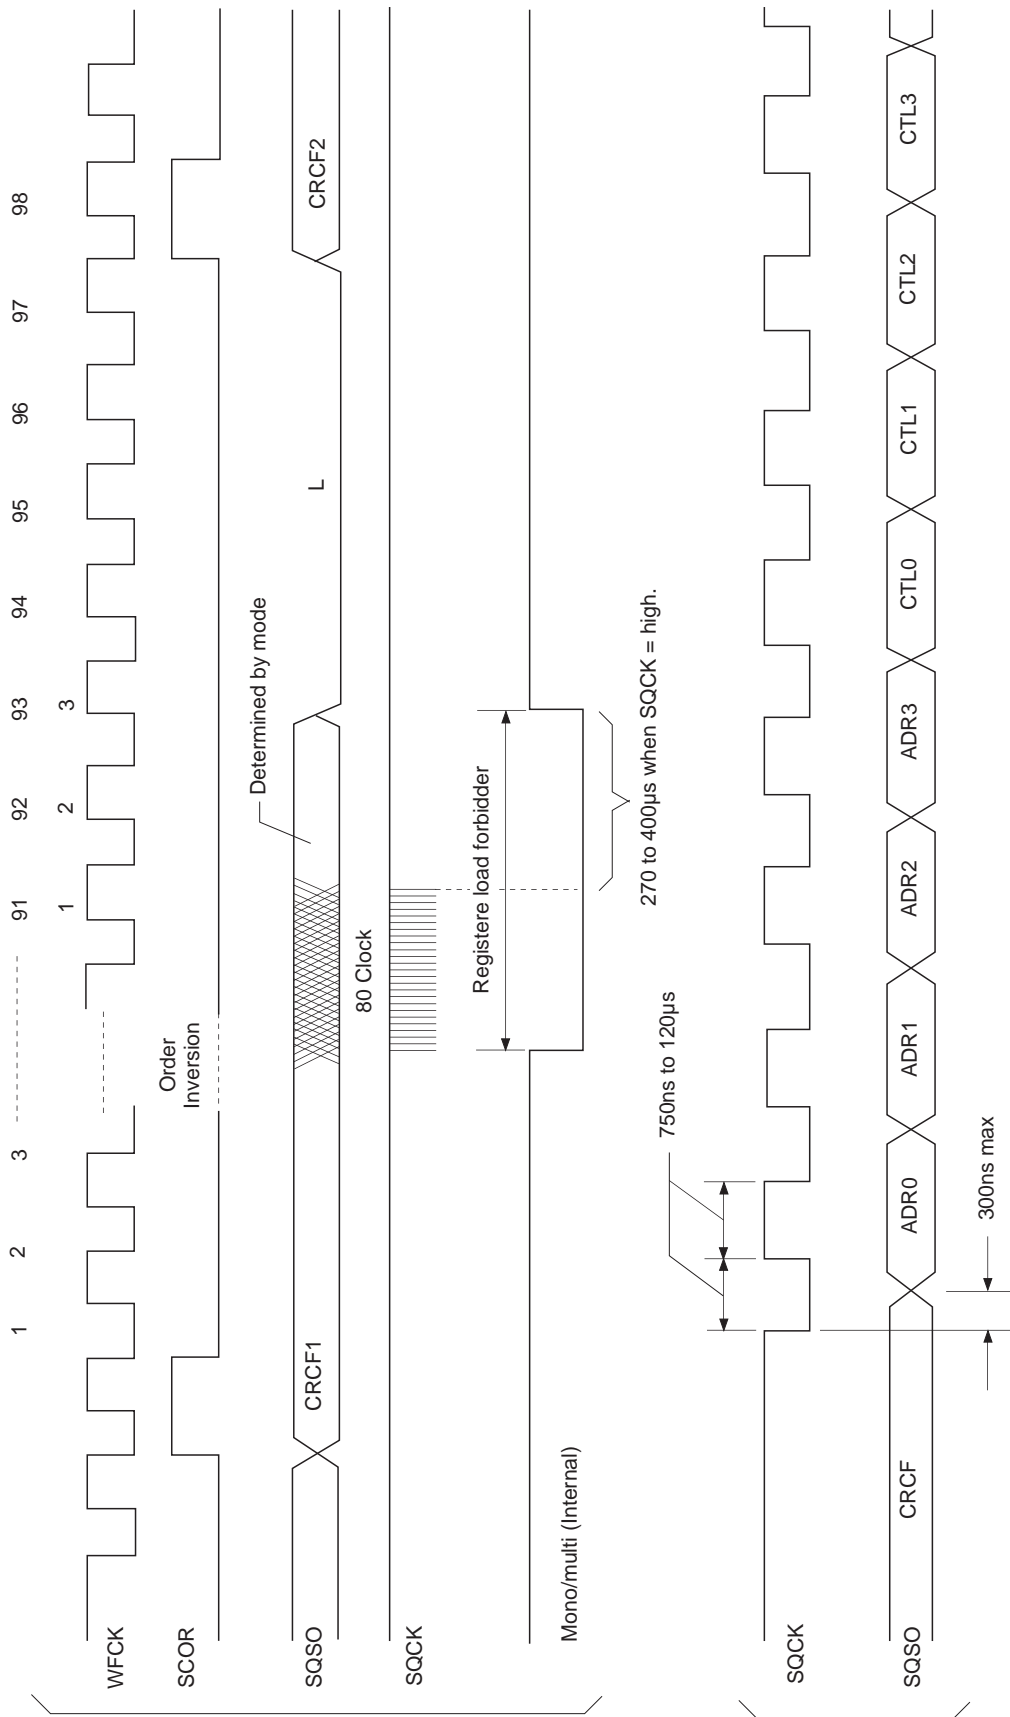 1 2 3 91 92 93 94 95 96 97 98
1 2 3
WFCK
SCOR
Order
Inversion
SQSO
CRCF1
Determined by mode
L
CRCF2
80 Clock
SQCK
Registere load forbidder
Mono/multi (Internal)
270 to 400µs when SQCK = high.
750ns to 120µs
SQCK
SQSO
CRCF ADR0 ADR1 ADR2 ADR3 CTL0 CTL1 CTL2 CTL3
300ns max